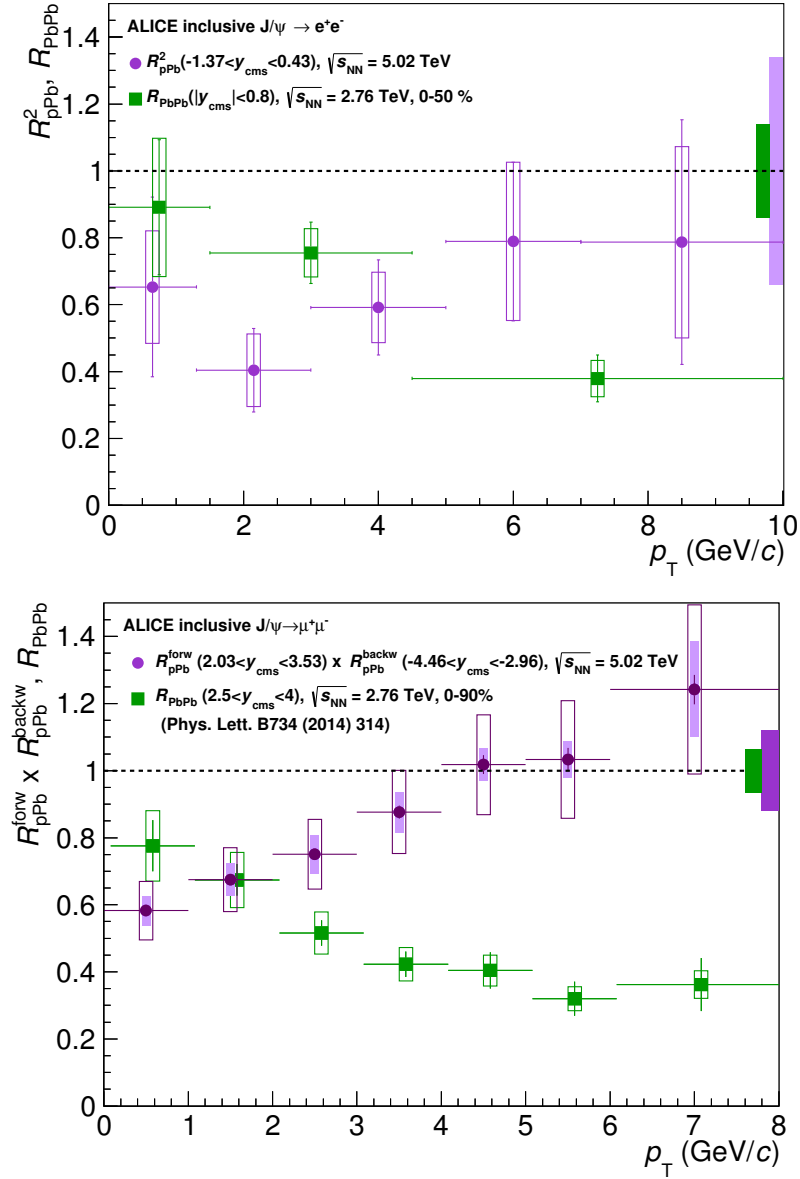 ALICE inclusive J/ψ → e⁺e⁻
R²pPb(-1.37<ycms<0.43), √sNN = 5.02 TeV
RPbPb(|ycms|<0.8), √sNN = 2.76 TeV, 0-50 %
R²pPb, RPbPb
1.4
1.2
1
0.8
0.6
0.4
0.2
0
0 2 4 6 8 10
pT (GeV/c)
ALICE inclusive J/ψ→μ⁺μ⁻
RforwpPb (2.03<ycms<3.53) x RbackwpPb (-4.46<ycms<-2.96), √sNN = 5.02 TeV
RPbPb (2.5<ycms<4), √sNN = 2.76 TeV, 0-90%
(Phys. Lett. B734 (2014) 314)
RforwpPb x RbackwpPb, RPbPb
1.4
1.2
1
0.8
0.6
0.4
0.2
0
0 1 2 3 4 5 6 7 8
pT (GeV/c)